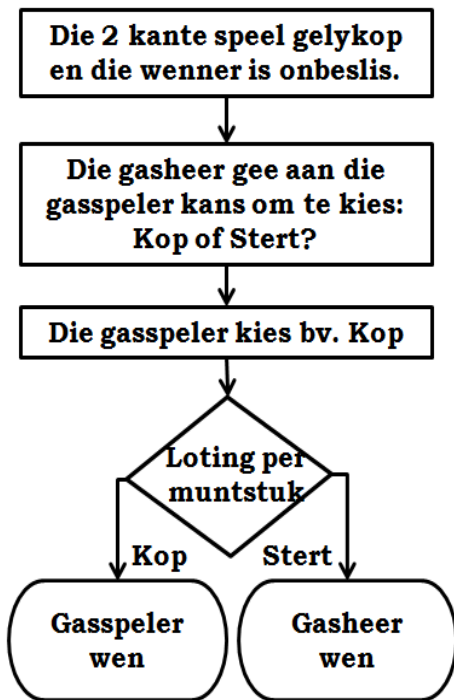 Die 2 kante speel gelykop
en die wenner is onbeslis.
Die gasheer gee aan die
gasspeler kans om te kies:
Kop of Stert?
Die gasspeler kies bv. Kop
Loting per
muntstuk
Kop
Stert
Gasspeler
wen
Gasheer
wen